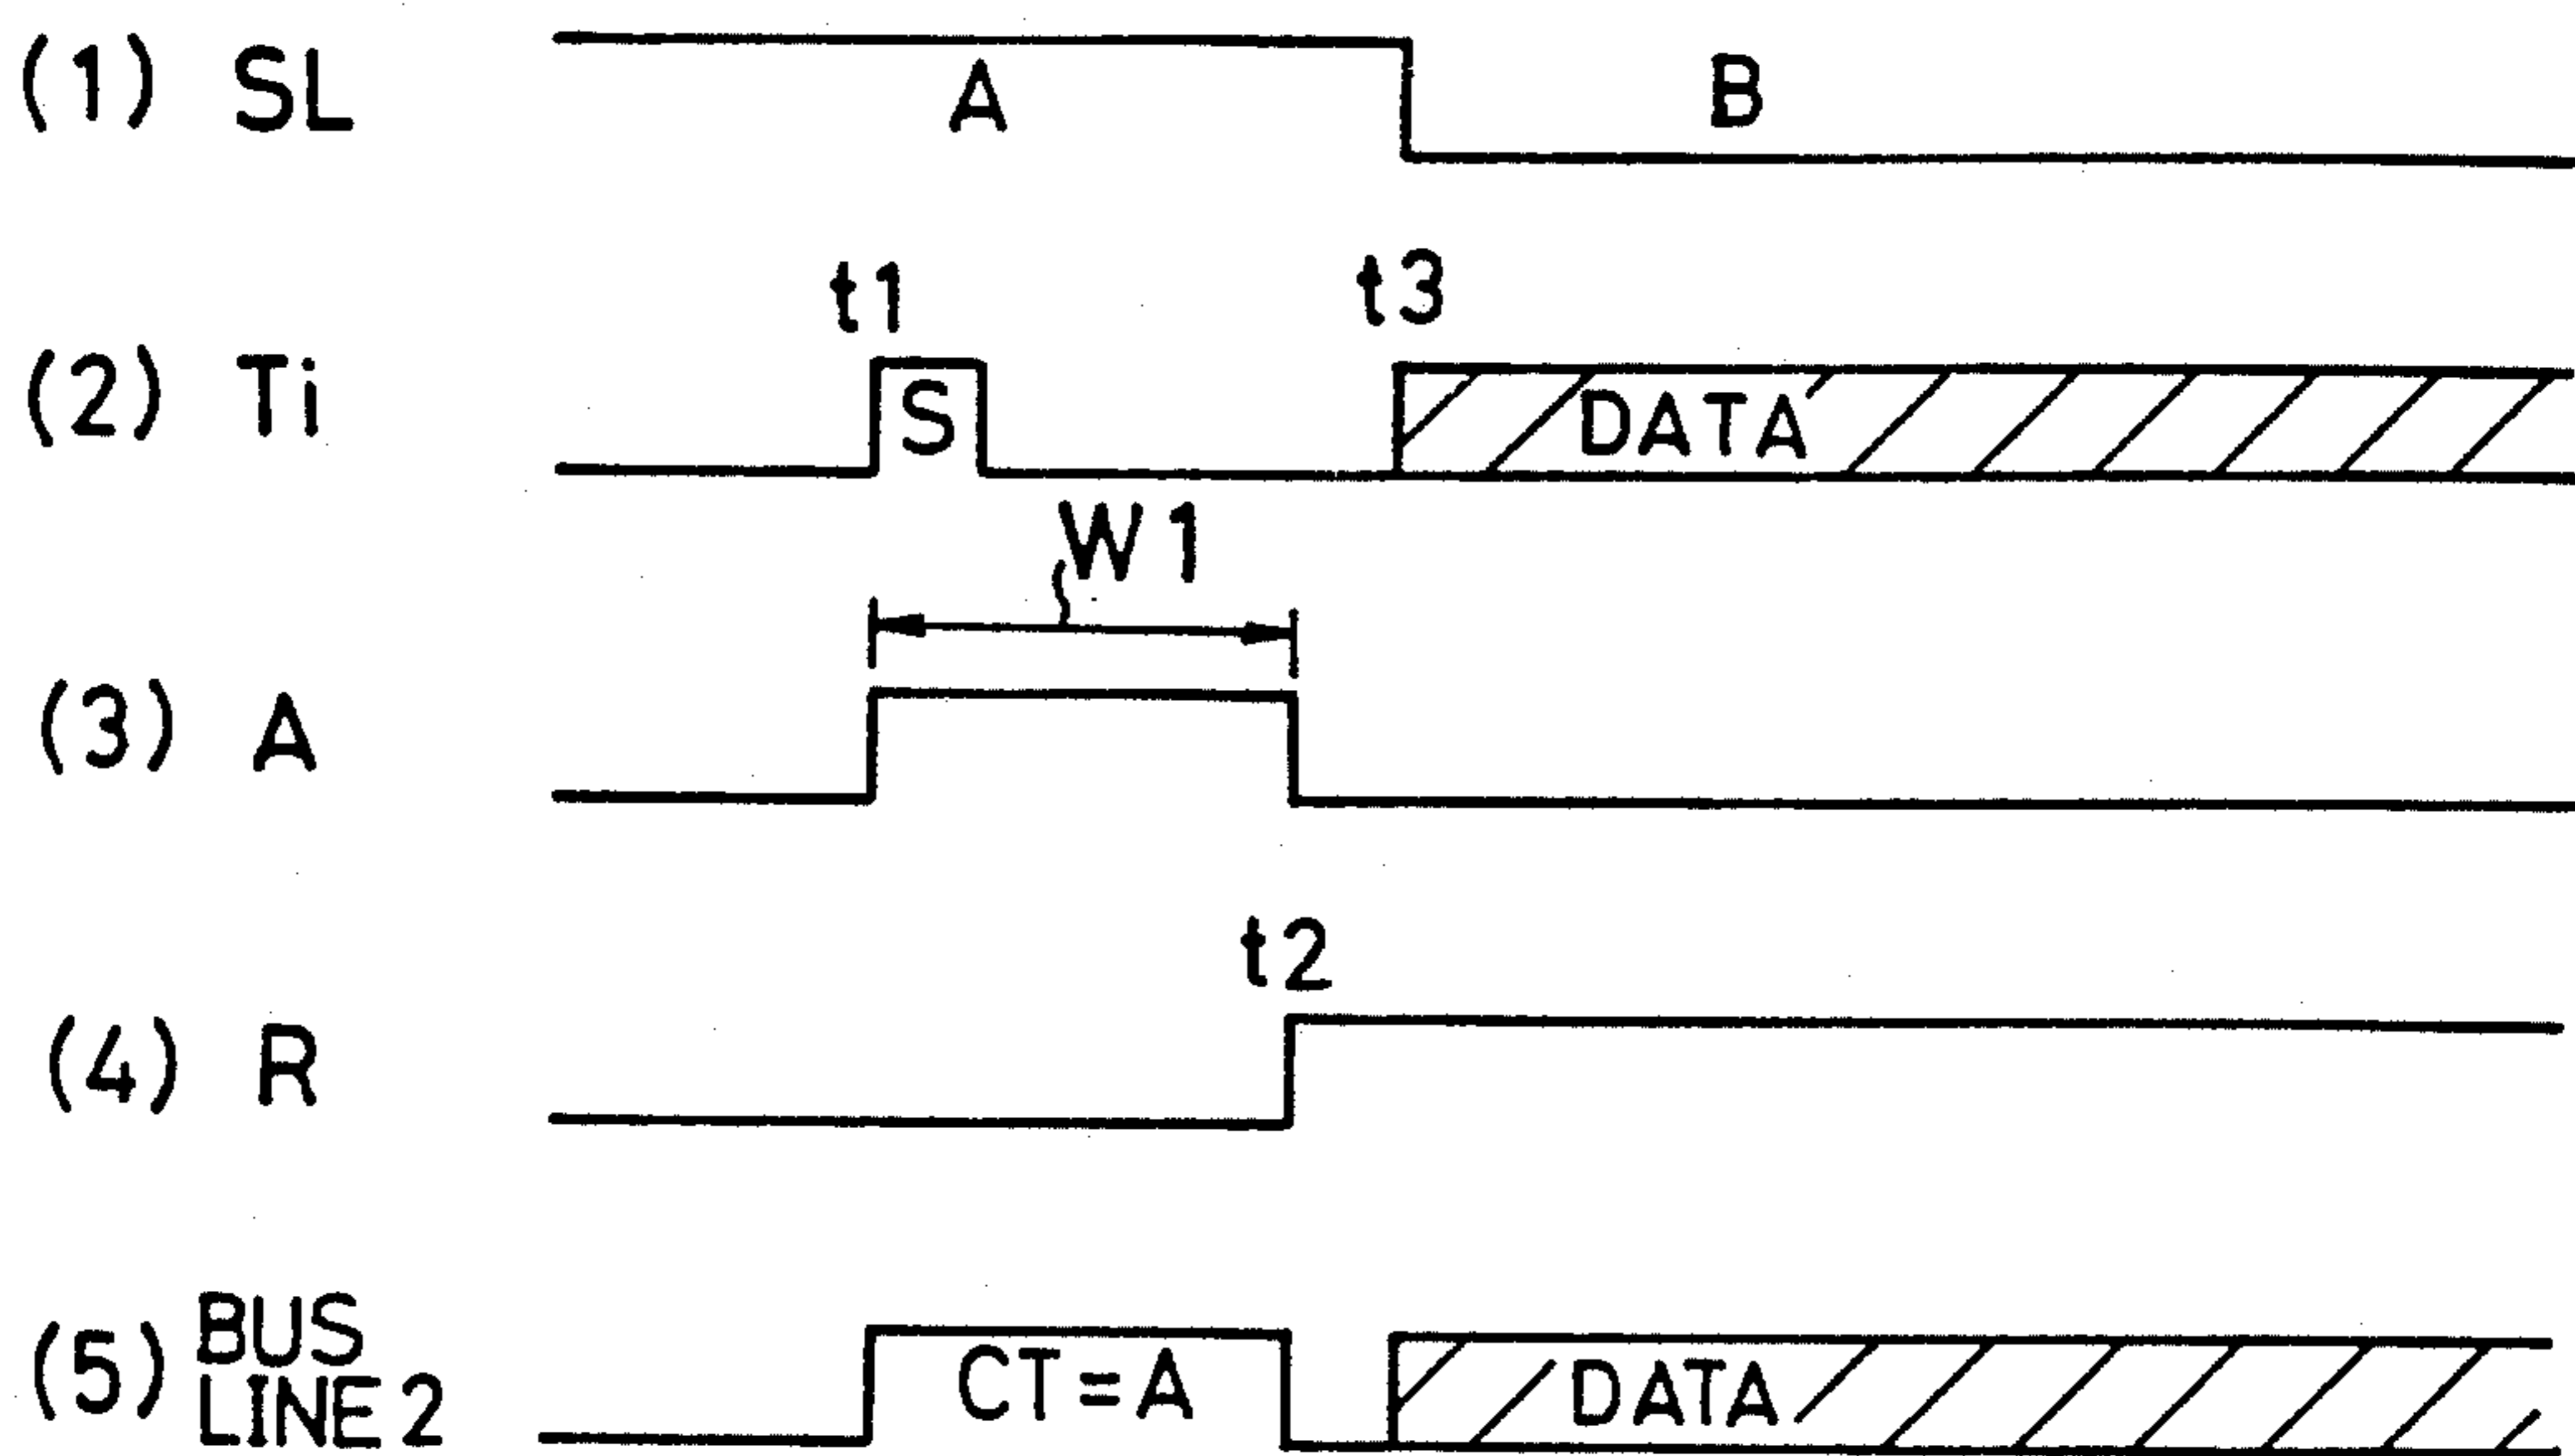 (1) SL A B
t1 t3
(2) Ti S DATA
W1
(3) A
t2
(4) R
(5) BUS LINE 2 CT=A DATA